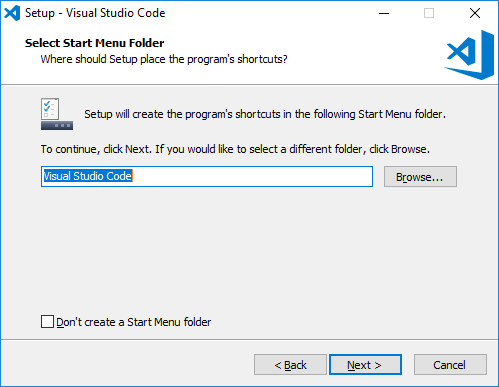 Setup - Visual Studio Code
Select Start Menu Folder
Where should Setup place the program's shortcuts?
Setup will create the program's shortcuts in the following Start Menu folder.
To continue, click Next. If you would like to select a different folder, click Browse.
Visual Studio Code
Browse...
Don't create a Start Menu folder
< Back
Next >
Cancel